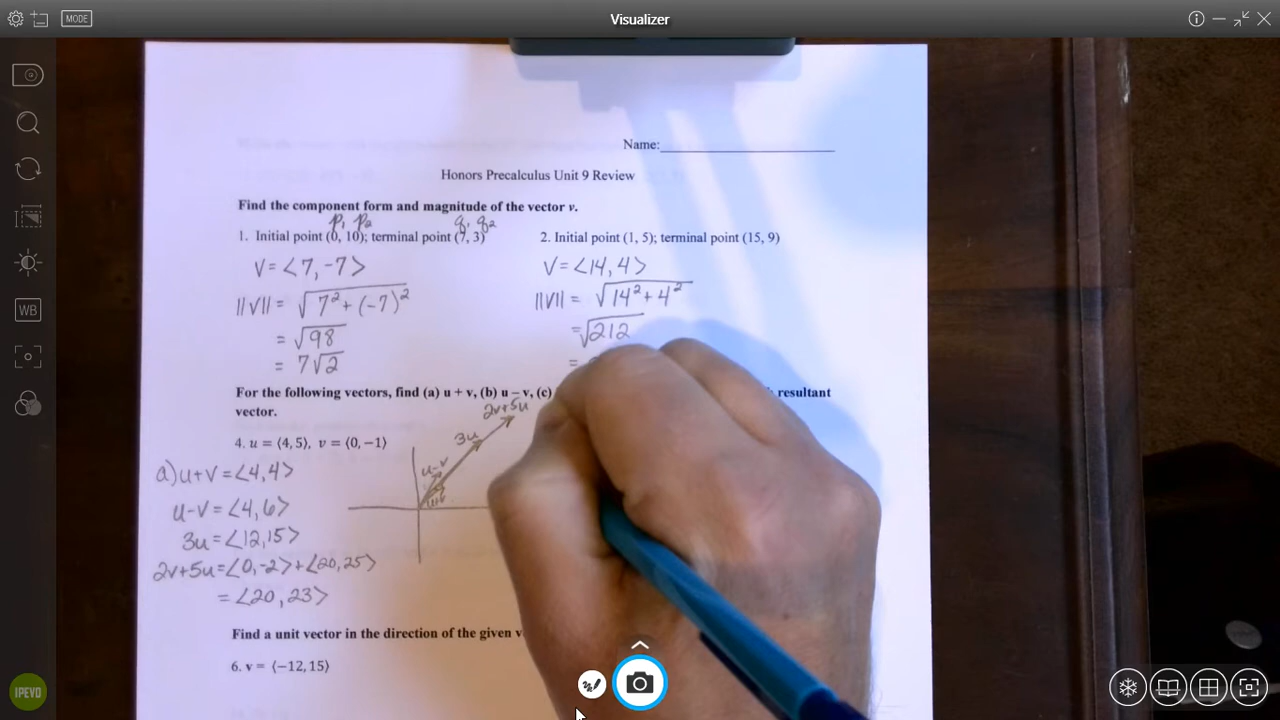 MODE
Visualizer
Name:
Honors Precalculus Unit 9 Review
Find the component form and magnitude of the vector v.
p₁ p₂ q₁ q₂
1. Initial point (0, 10); terminal point (7, 3)
2. Initial point (1, 5); terminal point (15, 9)
V = ⟨7, -7⟩
V = ⟨14, 4⟩
||V|| = √7² + (-7)²
||V|| = √14² + 4²
= √98
= √212
= 7√2
=
For the following vectors, find (a) u + v, (b) u – v, (c) resultant
vector.
2v+5u
3u
u-v
u+v
4. u = ⟨4, 5⟩, v = ⟨0, −1⟩
a) u+v = ⟨4,4⟩
u-v = ⟨4,6⟩
3u = ⟨12,15⟩
2v+5u = ⟨0,-2⟩ + ⟨20,25⟩
= ⟨20, 23⟩
Find a unit vector in the direction of the given v
6. v = ⟨−12, 15⟩
WB
IPEVO